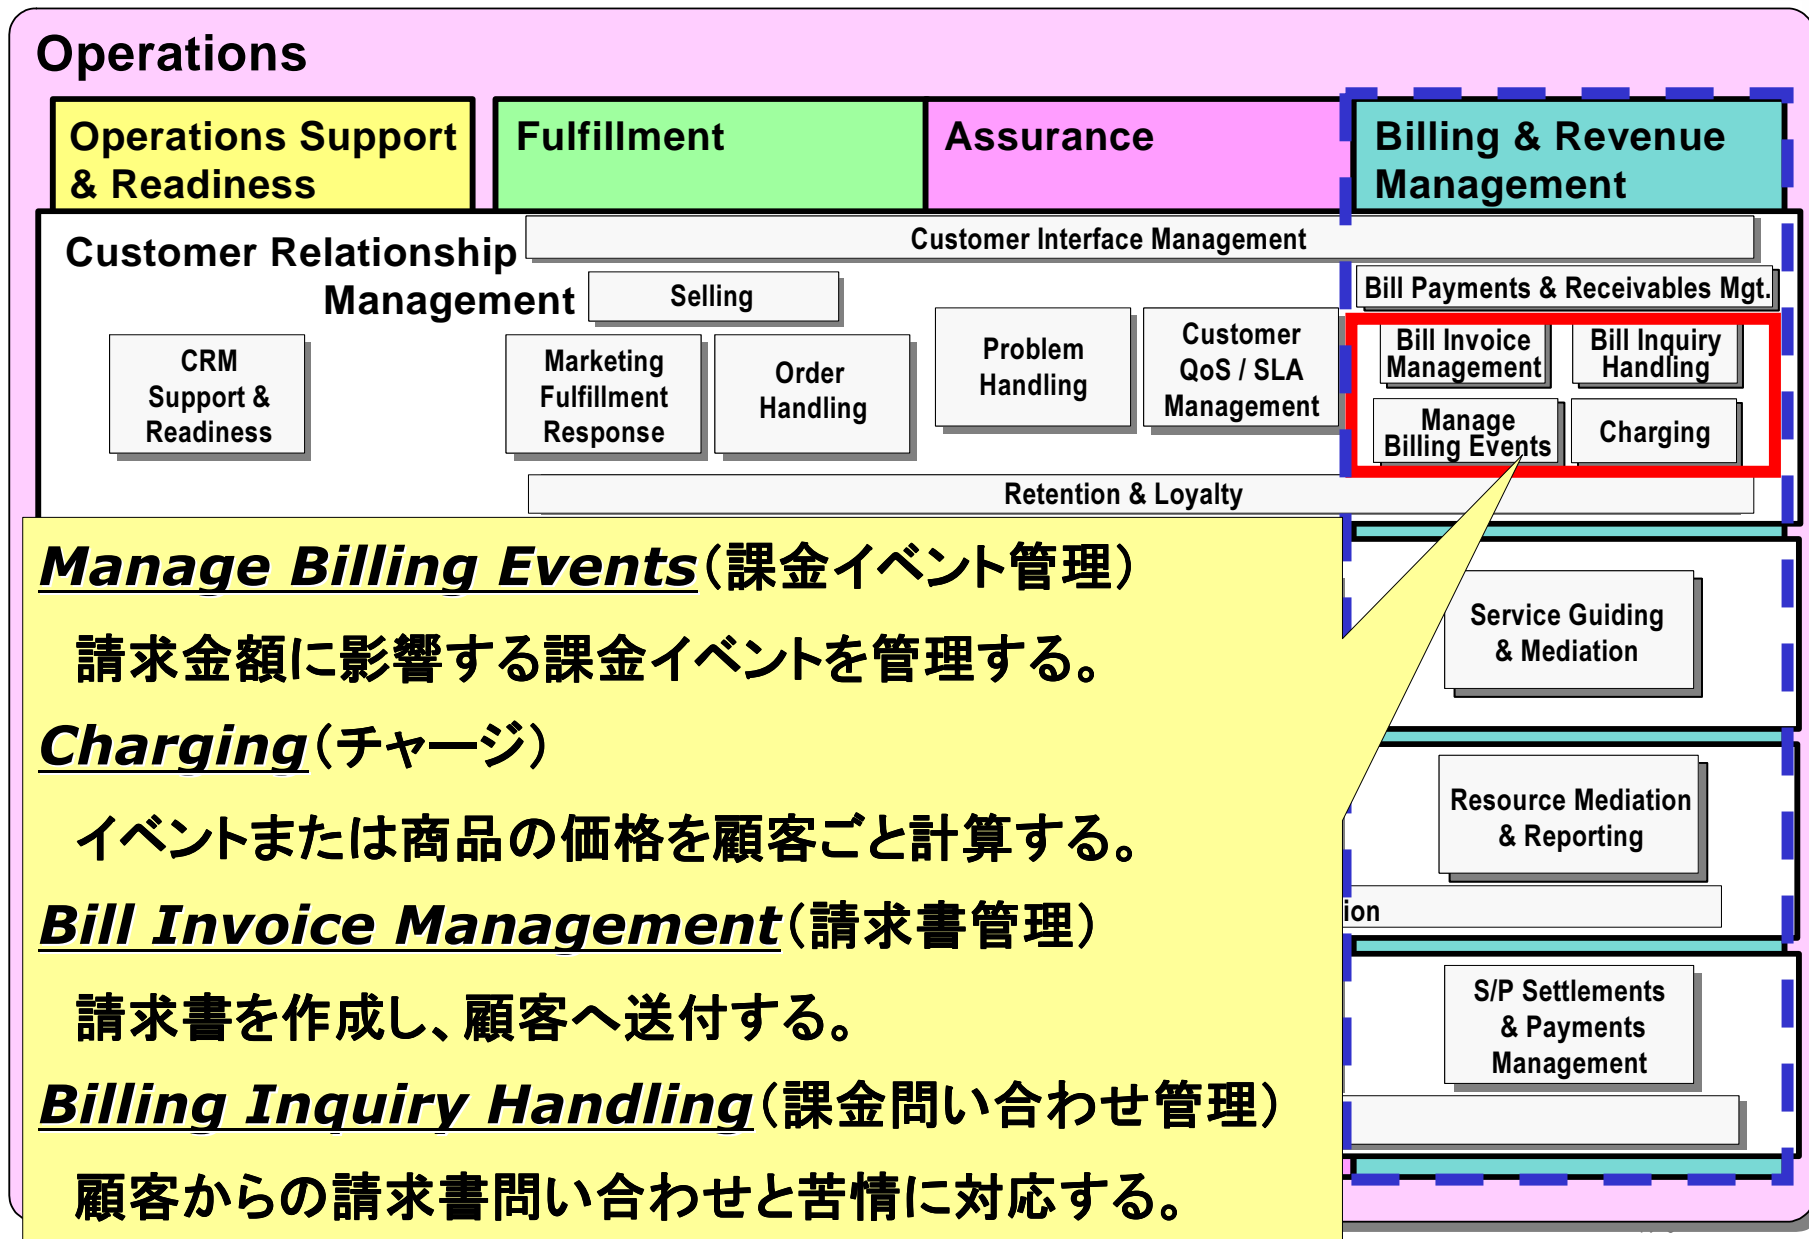 Operations
Operations Support
& Readiness
Fulfillment
Assurance
Billing & Revenue
Management
Customer Relationship
Management
Customer Interface Management
Selling
Bill Payments & Receivables Mgt.
CRM
Support &
Readiness
Marketing
Fulfillment
Response
Order
Handling
Problem
Handling
Customer
QoS / SLA
Management
Bill Invoice
Management
Bill Inquiry
Handling
Manage
Billing Events
Charging
Retention & Loyalty
Manage Billing Events(課金イベント管理)
請求金額に影響する課金イベントを管理する。
Charging(チャージ)
イベントまたは商品の価格を顧客ごと計算する。
Bill Invoice Management(請求書管理)
請求書を作成し、顧客へ送付する。
Billing Inquiry Handling(課金問い合わせ管理)
顧客からの請求書問い合わせと苦情に対応する。
Service Guiding
& Mediation
Resource Mediation
& Reporting
ion
S/P Settlements
& Payments
Management